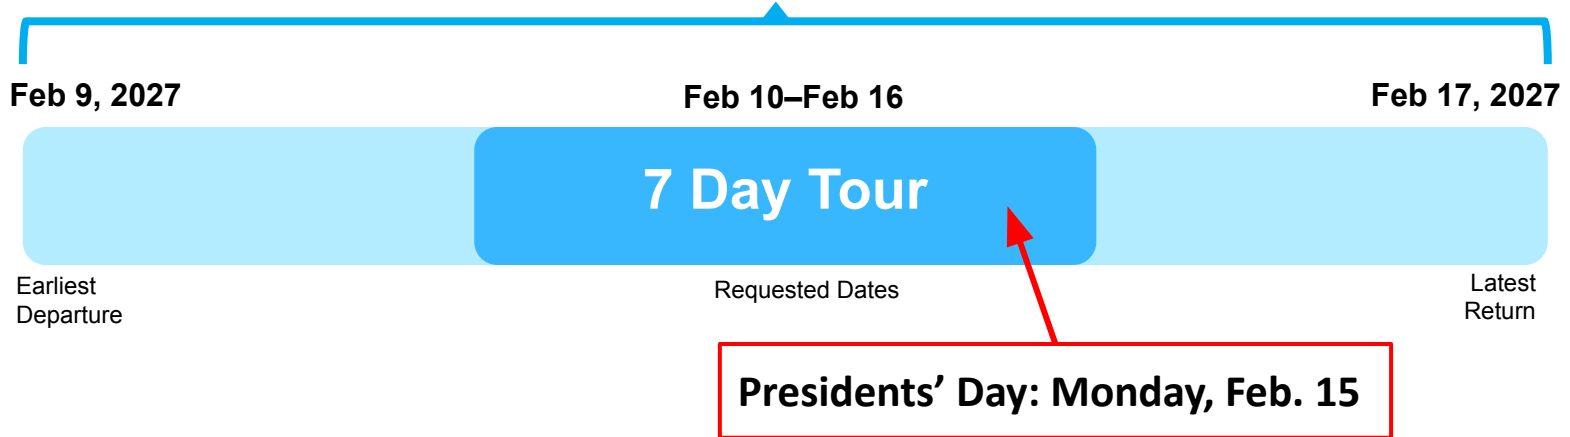 Feb 9, 2027
Feb 10–Feb 16
Feb 17, 2027
7 Day Tour
Earliest
Departure
Requested Dates
Latest
Return
Presidents’ Day: Monday, Feb. 15